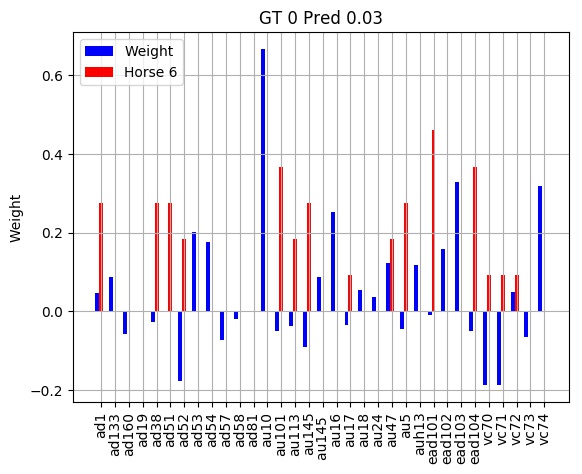 GT 0 Pred 0.03
Weight
Horse 6
Weight
0.6
0.4
0.2
0.0
−0.2
ad1
ad133
ad160
ad19
ad38
ad51
ad52
ad53
ad54
ad57
ad58
ad81
au10
au101
au113
au145
au145
au16
au17
au18
au24
au47
au5
auh13
ead101
ead102
ead103
ead104
vc70
vc71
vc72
vc73
vc74